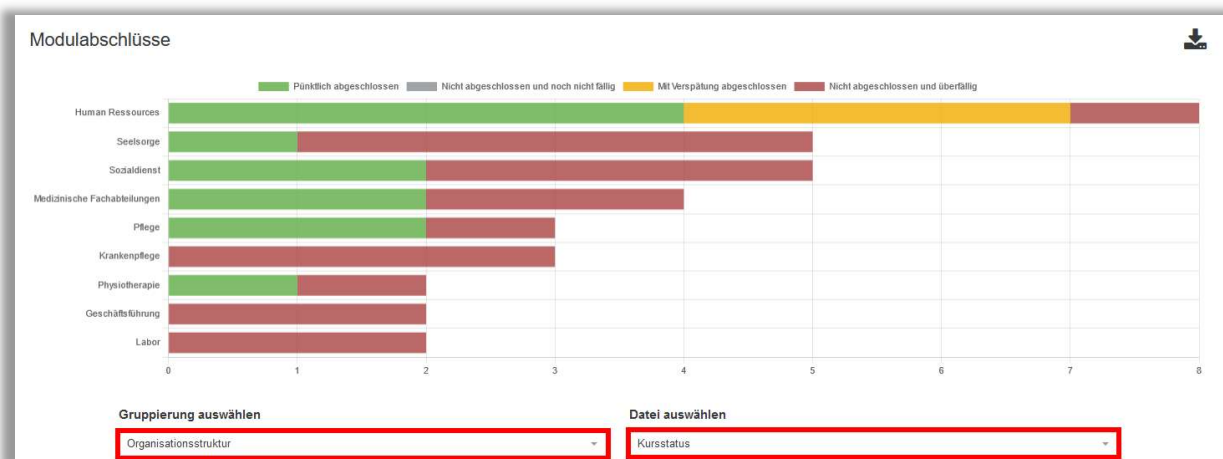 Modulabschlüsse
Pünktlich abgeschlossen Nicht abgeschlossen und noch nicht fällig Mit Verspätung abgeschlossen Nicht abgeschlossen und überfällig
Human Ressources
Seelsorge
Sozialdienst
Medizinische Fachabteilungen
Pflege
Krankenpflege
Physiotherapie
Geschäftsführung
Labor
0 1 2 3 4 5 6 7 8
Gruppierung auswählen Datei auswählen
Organisationsstruktur Kursstatus